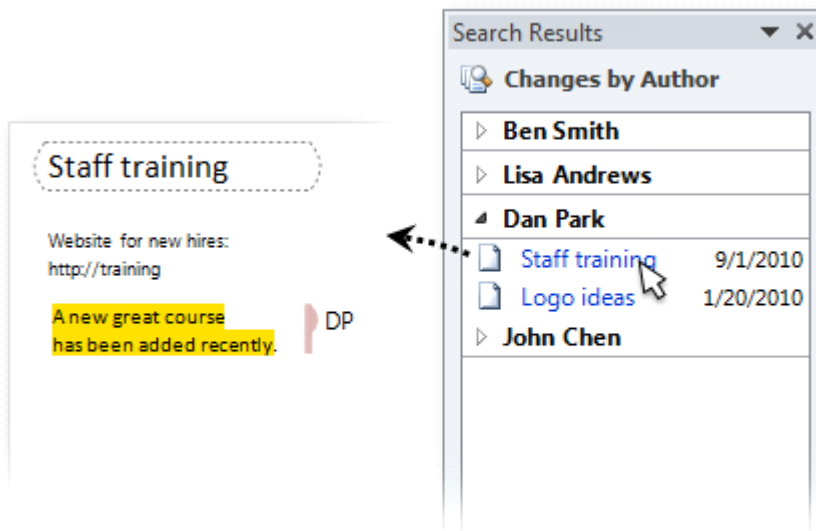 Staff training
Website for new hires:
http://training
A new great course
has been added recently.
DP
Search Results
Changes by Author
Ben Smith
Lisa Andrews
Dan Park
Staff training 9/1/2010
Logo ideas 1/20/2010
John Chen